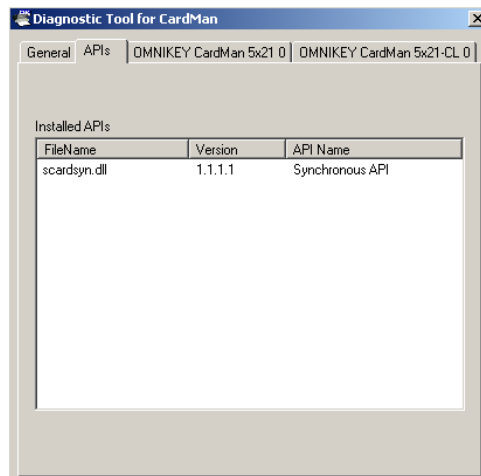 Diagnostic Tool for CardMan
General APIs OMNIKEY CardMan 5x21 0 OMNIKEY CardMan 5x21-CL 0
Installed APIs
FileName Version API Name
scardsyn.dll 1.1.1.1 Synchronous API